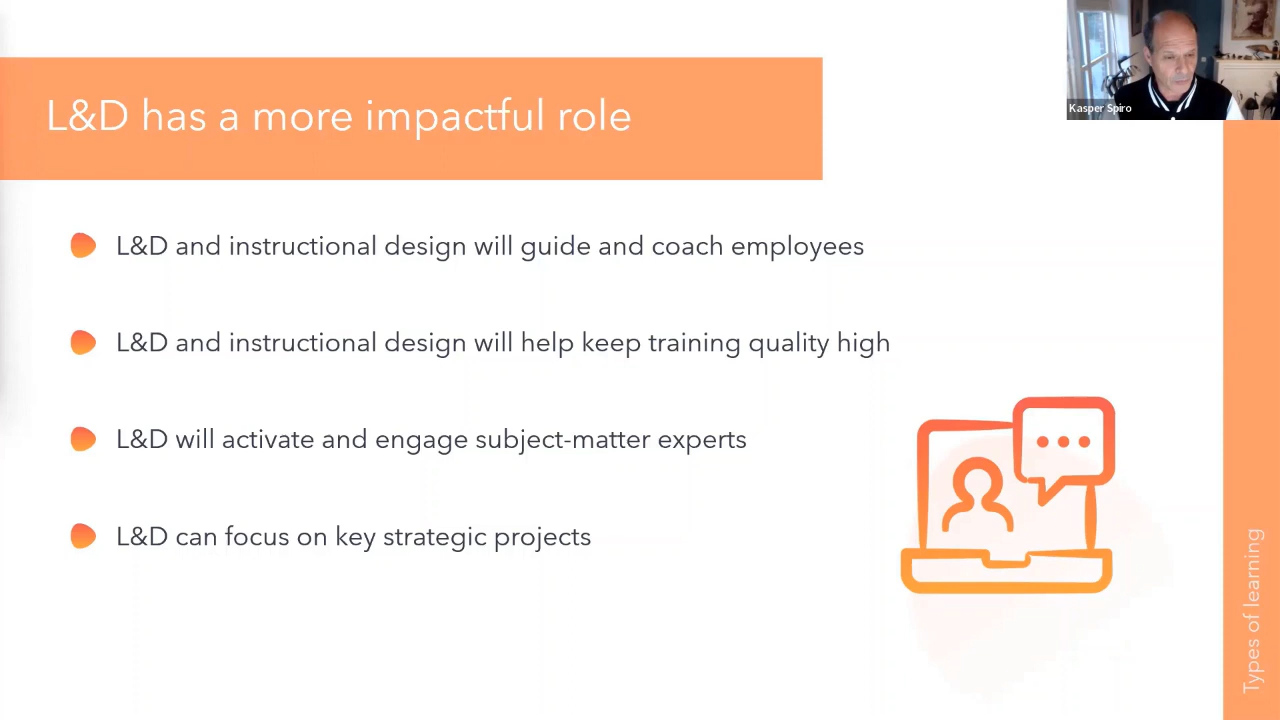 L&D has a more impactful role
Kasper Spiro
L&D and instructional design will guide and coach employees
L&D and instructional design will help keep training quality high
L&D will activate and engage subject-matter experts
L&D can focus on key strategic projects
Types of learning